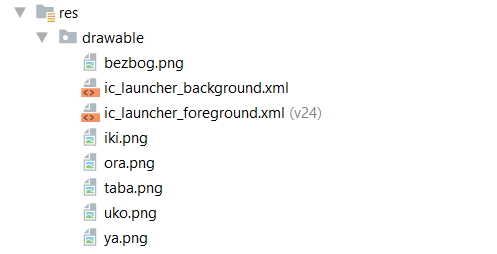 res
drawable
bezbog.png
ic_launcher_background.xml
ic_launcher_foreground.xml (v24)
iki.png
ora.png
taba.png
uko.png
ya.png